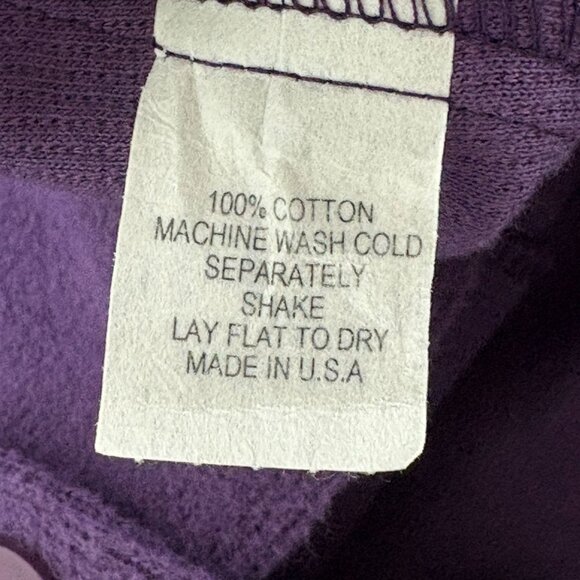 100% COTTON
MACHINE WASH COLD
SEPARATELY
SHAKE
LAY FLAT TO DRY
MADE IN U.S.A